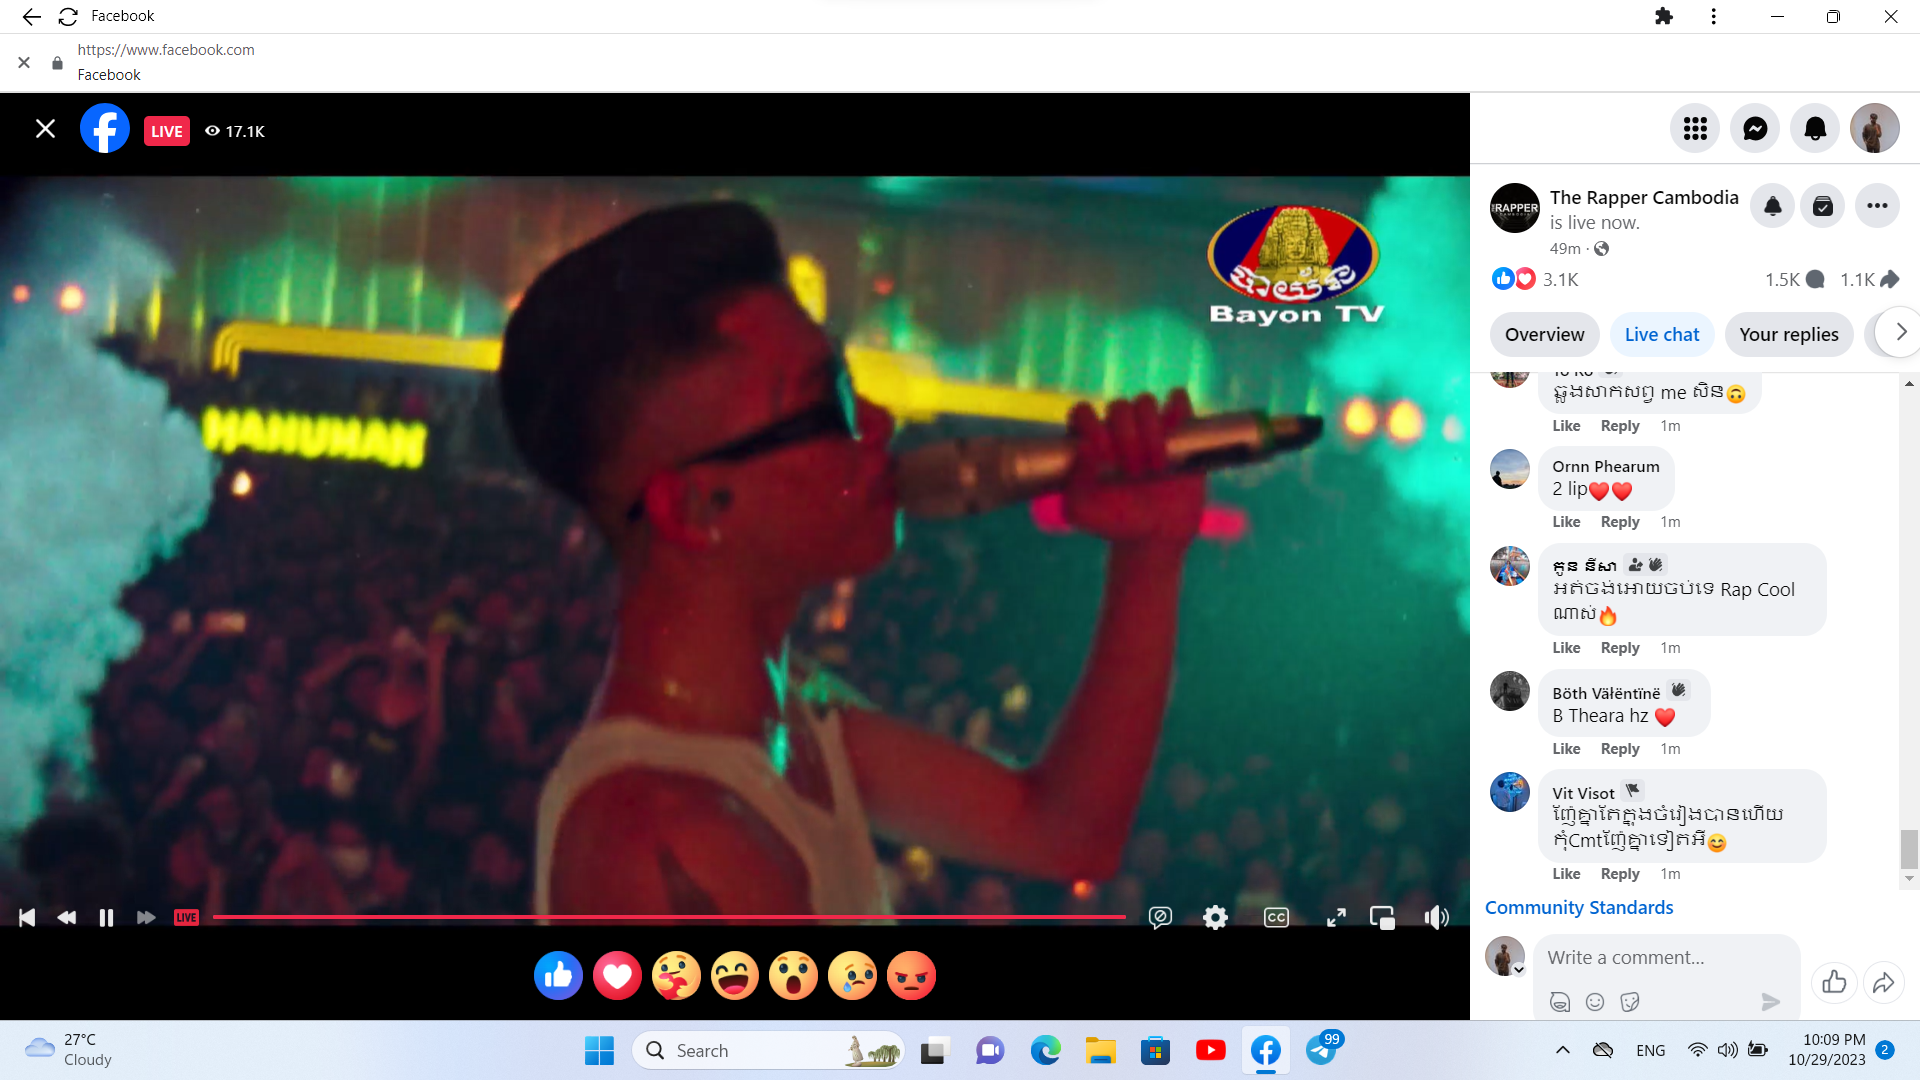 Facebook
https://www.facebook.com
Facebook
LIVE
17.1K
Bayon TV
HANUMAN
LIVE
CC
RAPPER
The Rapper Cambodia
is live now.
49m ·
3.1K
1.5K
1.1K
Overview
Live chat
Your replies
ឆ្លងសាកសព្វ me សិន🙃
Like Reply 1m
Ornn Phearum
2 lip❤️❤️
Like Reply 1m
គូន នីសា
អត់ចង់អោយចប់ទេ Rap Cool
ណាស់🔥
Like Reply 1m
Böth Välëntïnë
B Theara hz ❤️
Like Reply 1m
Vit Visot
ញ៉ែគ្នាតែក្នុងចំរៀងបានហើយ
កុំCmtញ៉ែគ្នាទៀតអី😊
Like Reply 1m
Community Standards
Write a comment...
27°C
Cloudy
Search
99
ENG
10:09 PM
10/29/2023
2